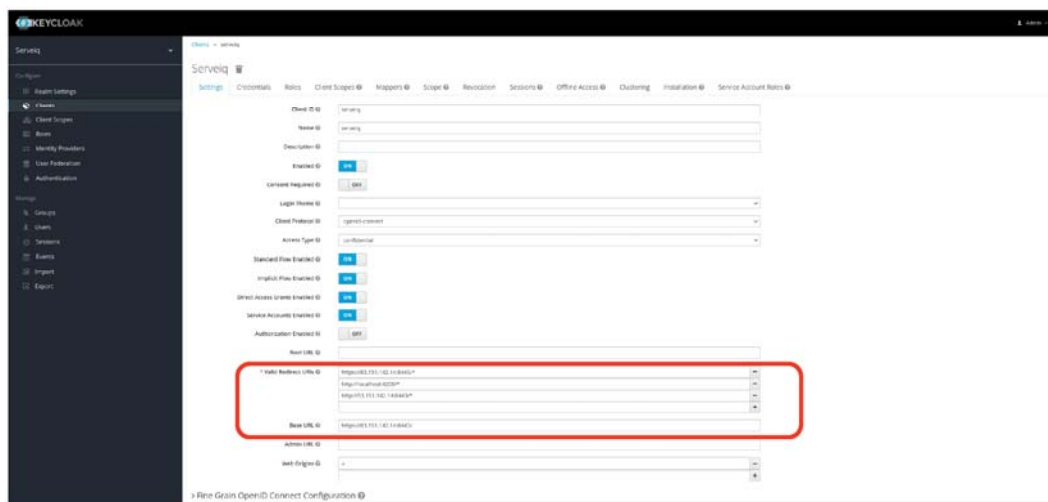 KEYCLOAK
Admin
Serveiq
Clients > serveiq
Serveiq
Settings Credentials Roles Client Scopes Mappers Scope Revocation Sessions Offline Access Clustering Installation Service Account Roles
Configure
Realm Settings
Clients
Client Scopes
Roles
Identity Providers
User Federation
Authentication
Manage
Groups
Users
Sessions
Events
Import
Export
Client ID serveiq
Name serveiq
Description
Enabled ON
Consent Required OFF
Login Theme
Client Protocol openid-connect
Access Type confidential
Standard Flow Enabled ON
Implicit Flow Enabled ON
Direct Access Grants Enabled ON
Service Accounts Enabled ON
Authorization Enabled OFF
Root URL
* Valid Redirect URIs
Base URL
Admin URL
Web Origins
> Fine Grain OpenID Connect Configuration